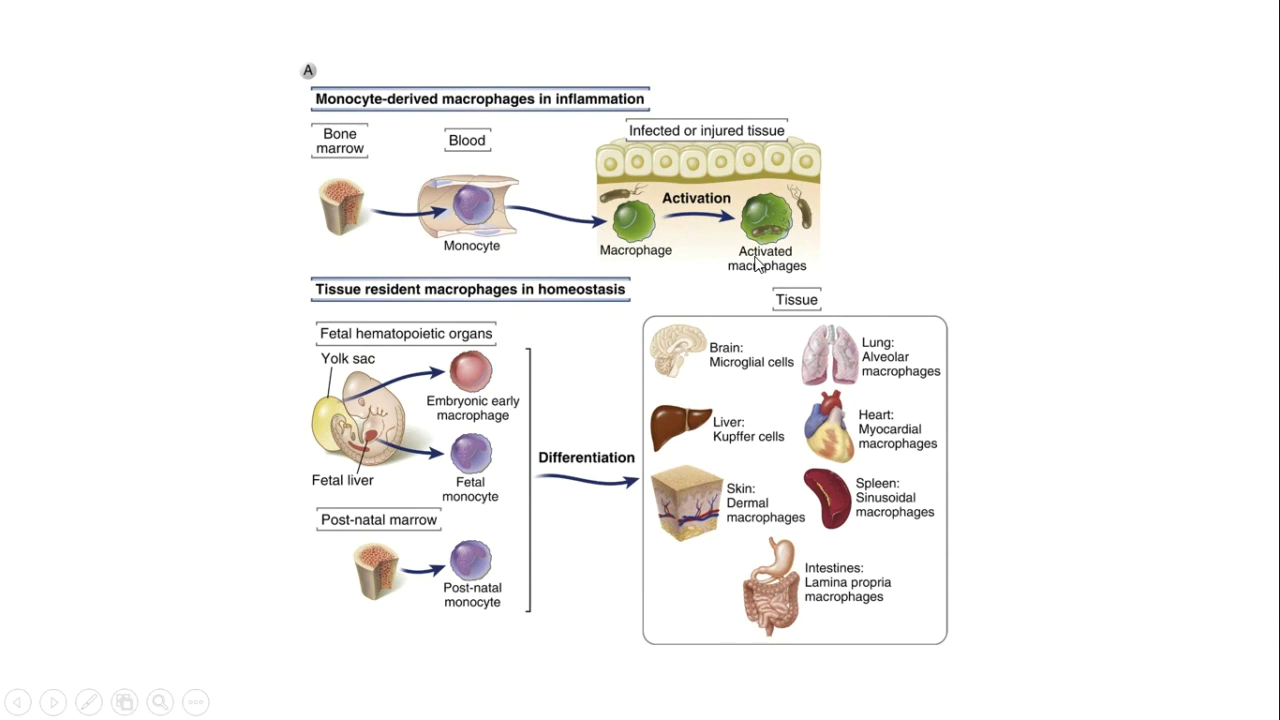 A
Monocyte-derived macrophages in inflammation
Bone
marrow
Blood
Infected or injured tissue
Activation
Monocyte
Macrophage
Activated
macrophages
Tissue resident macrophages in homeostasis
Tissue
Fetal hematopoietic organs
Yolk sac
Embryonic early
macrophage
Fetal liver
Fetal
monocyte
Post-natal marrow
Post-natal
monocyte
Differentiation
Brain:
Microglial cells
Lung:
Alveolar
macrophages
Liver:
Kupffer cells
Heart:
Myocardial
macrophages
Skin:
Dermal
macrophages
Spleen:
Sinusoidal
macrophages
Intestines:
Lamina propria
macrophages